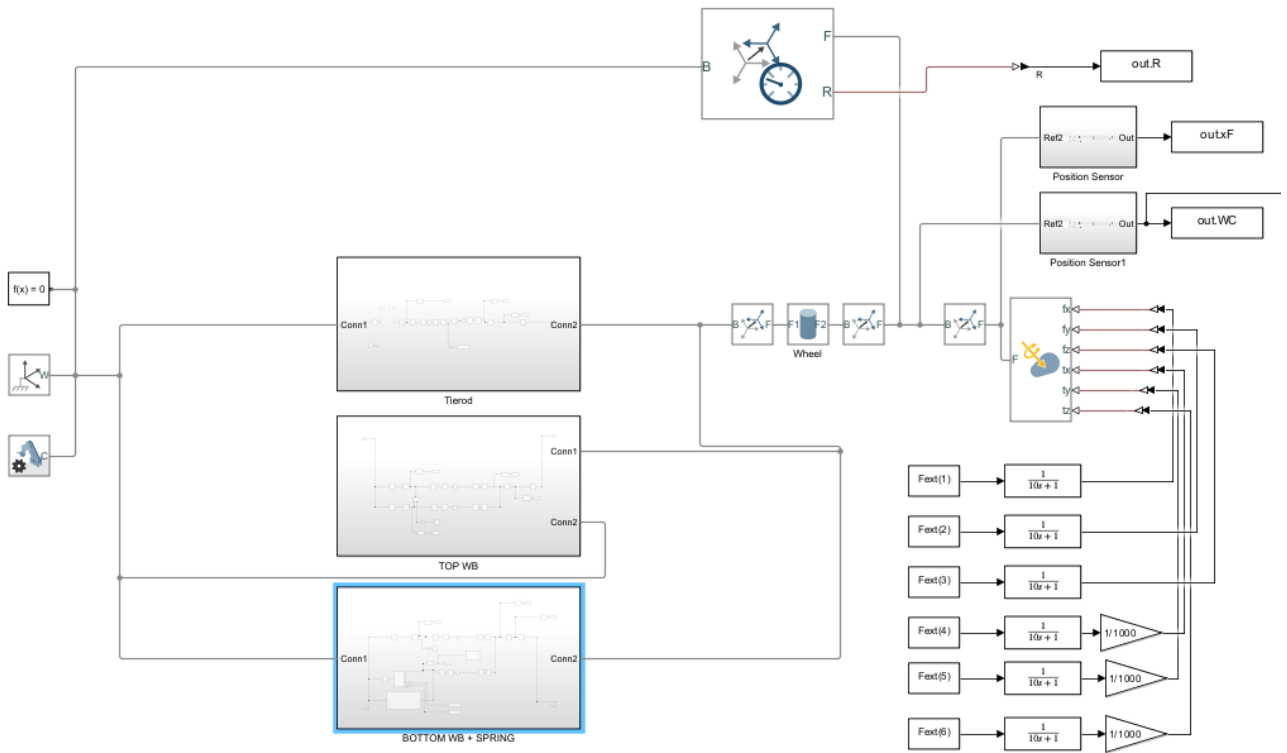 F
B
R
R
out.R
Ref2
Out
out.xF
Position Sensor
Ref2
Out
out.WC
Position Sensor1
f(x) = 0
W
C
Conn1
Conn2
Tierod
B
F
F1
F2
B
F
B
F
Wheel
F
fx
fy
fz
tx
ty
tz
Conn1
Conn2
TOP WB
Conn1
Conn2
BOTTOM WB + SPRING
Fext(1)
1
10s + 1
Fext(2)
1
10s + 1
Fext(3)
1
10s + 1
Fext(4)
1
10s + 1
1/1000
Fext(5)
1
10s + 1
1/1000
Fext(6)
1
10s + 1
1/1000